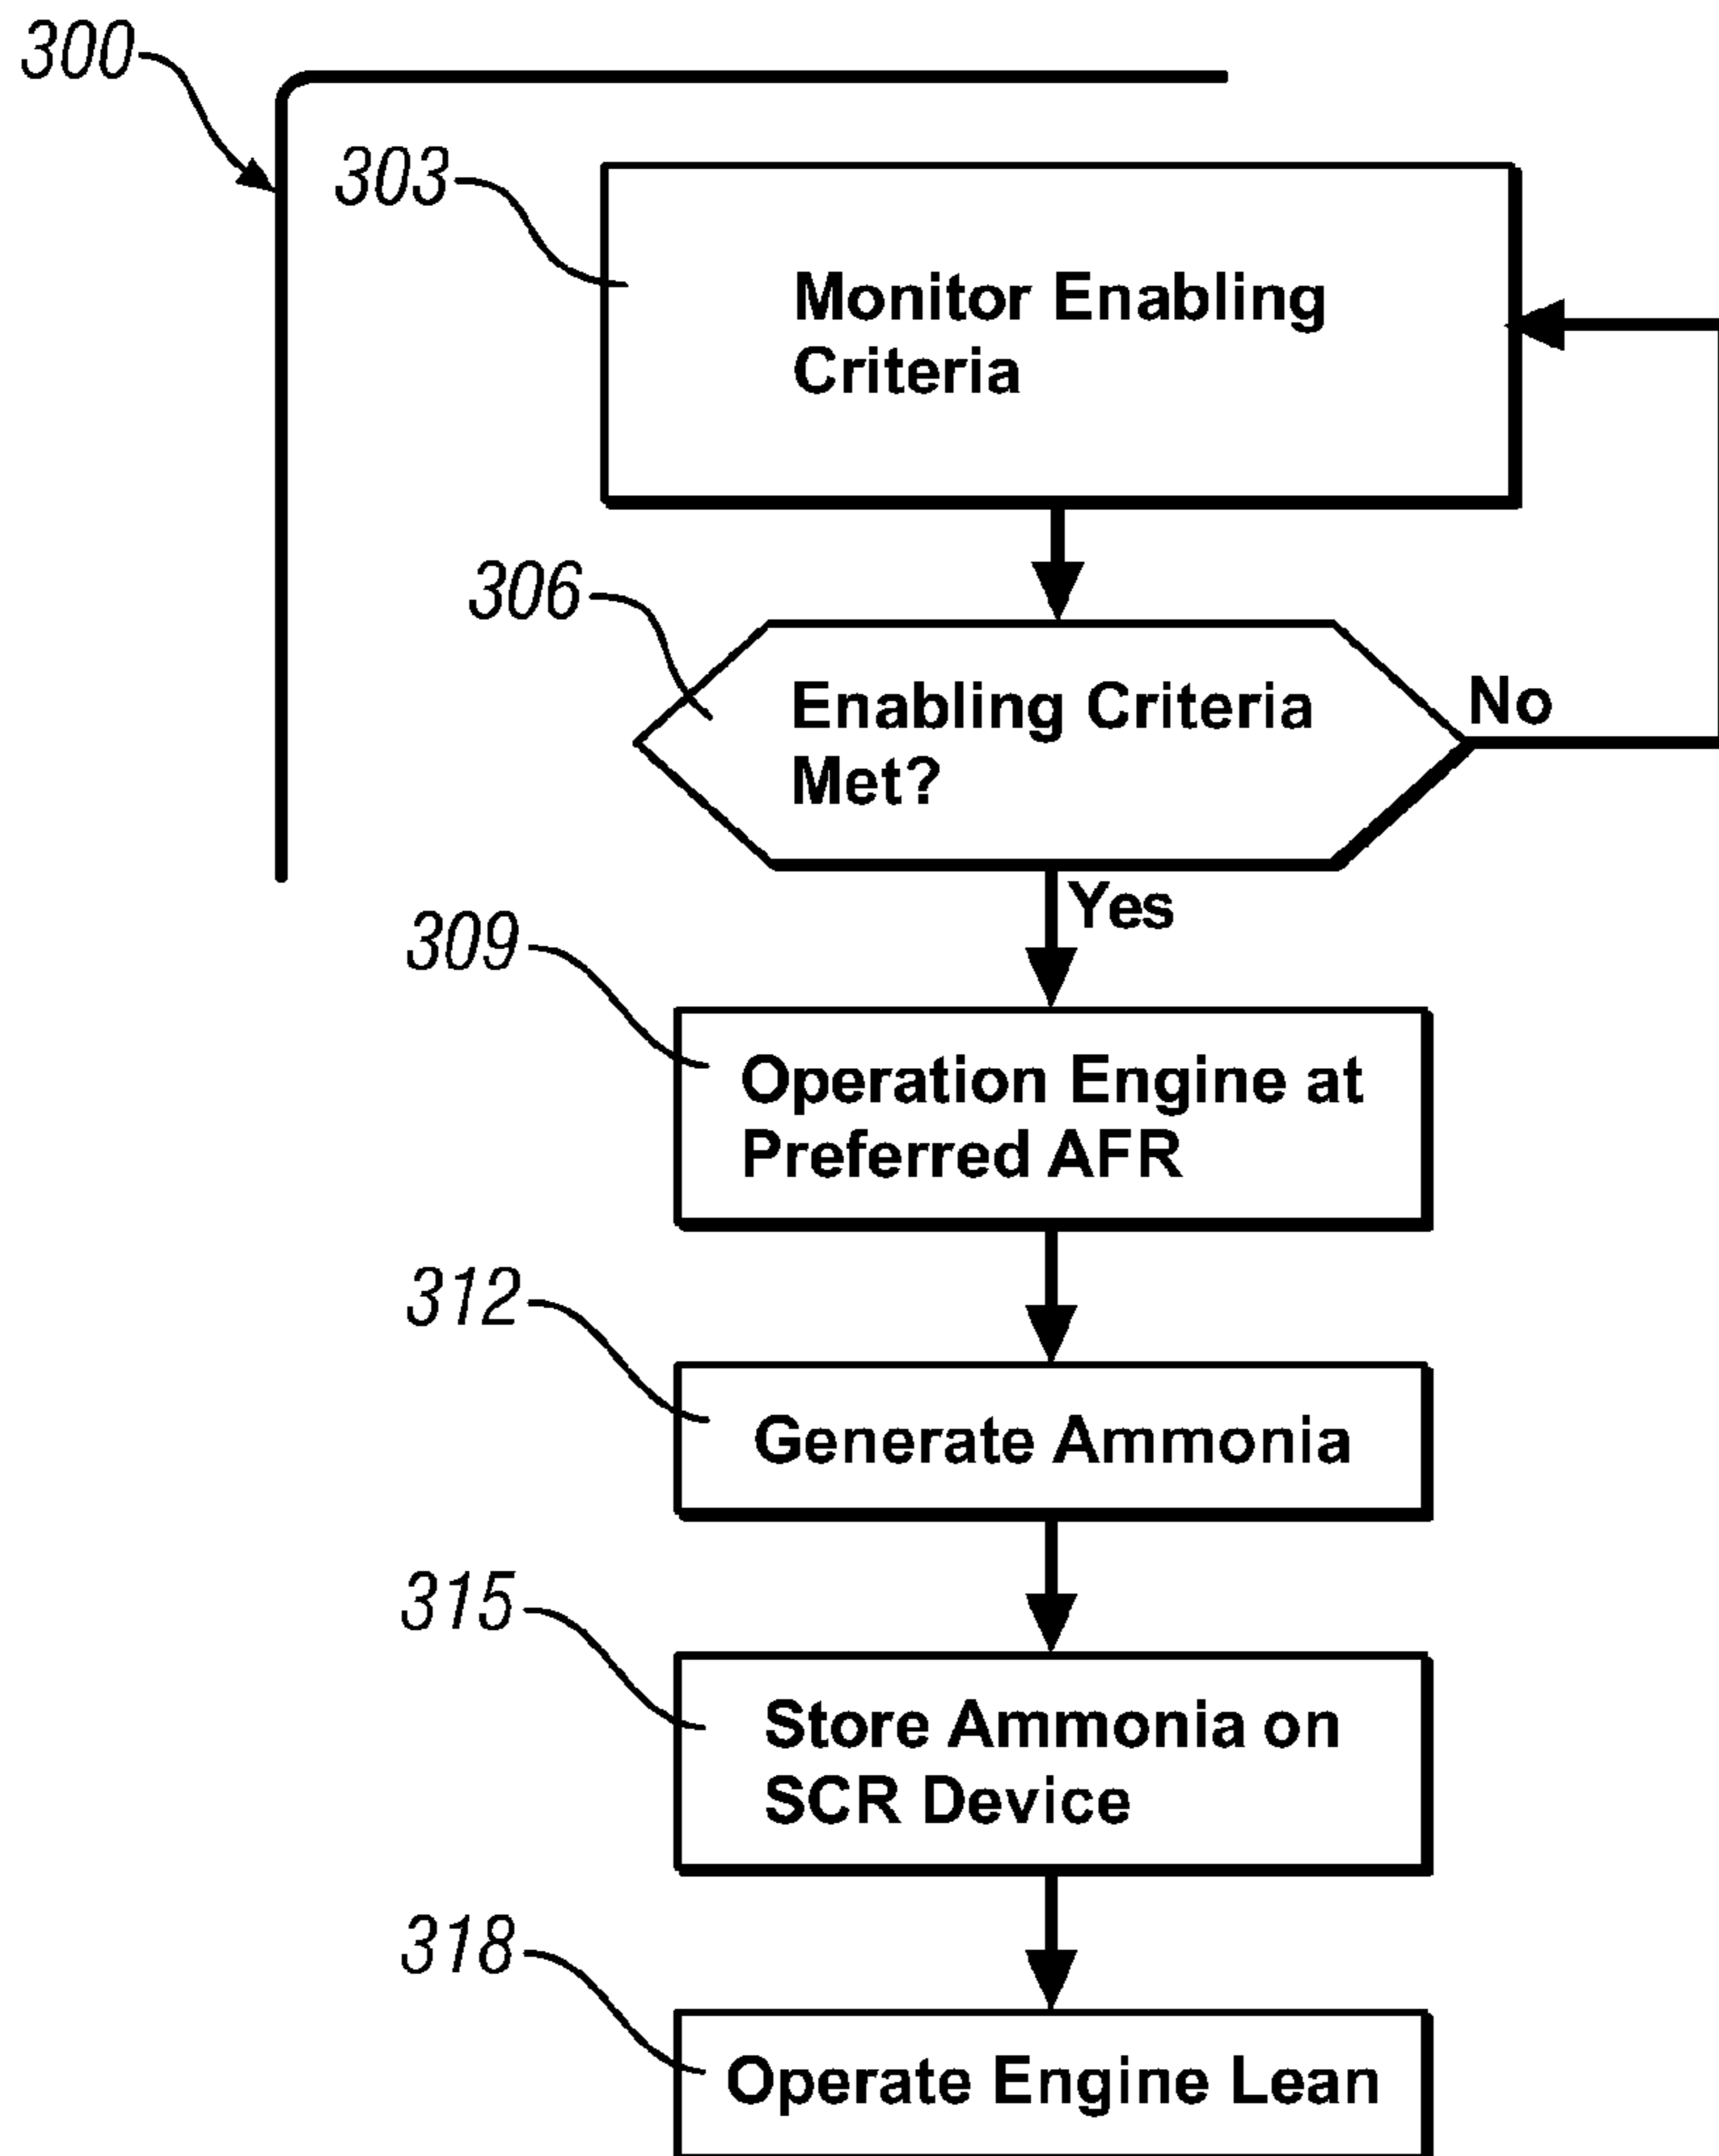 300
303
Monitor Enabling
Criteria
306
Enabling Criteria
Met?
No
Yes
309
Operation Engine at
Preferred AFR
312
Generate Ammonia
315
Store Ammonia on
SCR Device
318
Operate Engine Lean